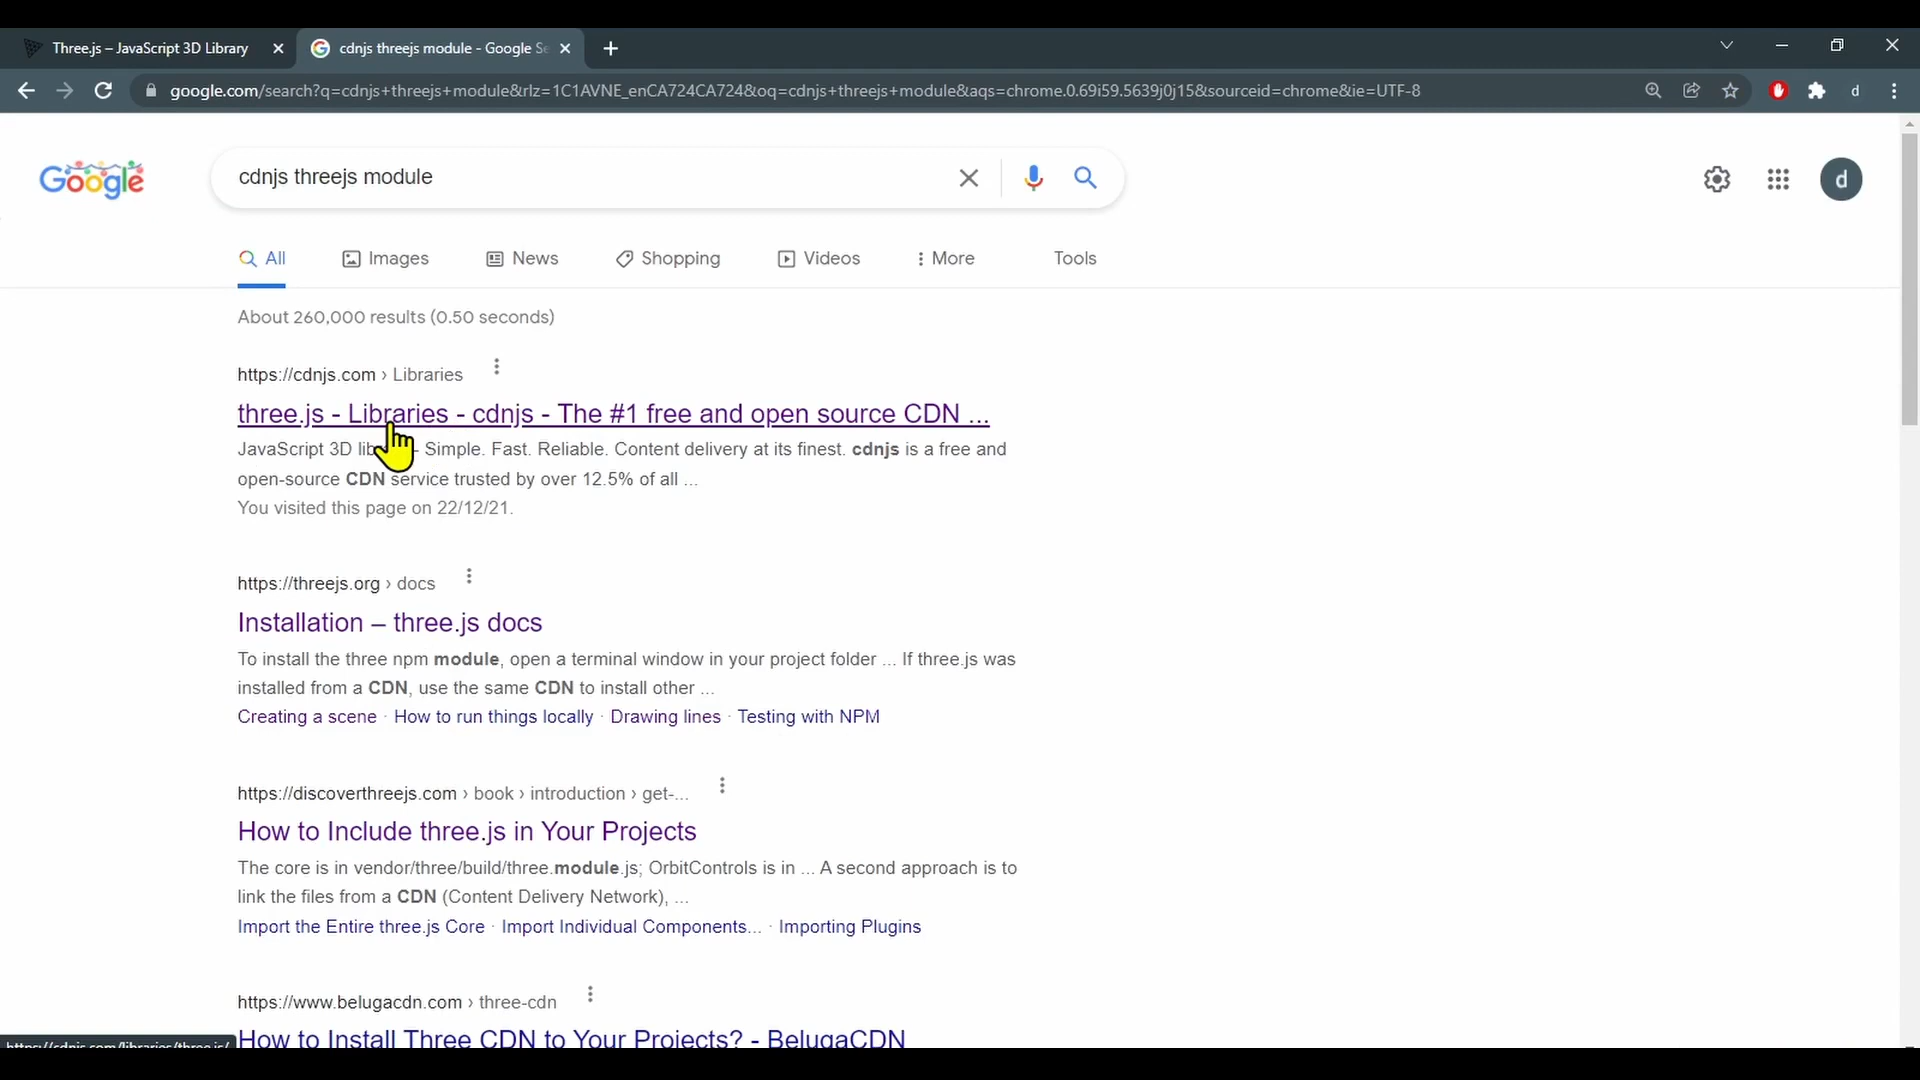 Three.js – JavaScript 3D Library
cdnjs threejs module - Google Se
google.com/search?q=cdnjs+threejs+module&rlz=1C1AVNE_enCA724CA724&oq=cdnjs+threejs+module&aqs=chrome.0.69i59.5639j0j15&sourceid=chrome&ie=UTF-8
d
Google
cdnjs threejs module
d
All Images News Shopping Videos More Tools
About 260,000 results (0.50 seconds)
https://cdnjs.com › Libraries
three.js - Libraries - cdnjs - The #1 free and open source CDN ...
JavaScript 3D - Simple. Fast. Reliable. Content delivery at its finest. cdnjs is a free and
open-source CDN service trusted by over 12.5% of all ...
You visited this page on 22/12/21.
https://threejs.org › docs
Installation – three.js docs
To install the three npm module, open a terminal window in your project folder ... If three.js was
installed from a CDN, use the same CDN to install other ...
Creating a scene · How to run things locally · Drawing lines · Testing with NPM
https://discoverthreejs.com › book › introduction › get-...
How to Include three.js in Your Projects
The core is in vendor/three/build/three.module.js; OrbitControls is in ... A second approach is to
link the files from a CDN (Content Delivery Network), ...
Import the Entire three.js Core · Import Individual Components... · Importing Plugins
https://www.belugacdn.com › three-cdn
How to Install Three CDN to Your Projects? - BelugaCDN
https://cdnjs.com/libraries/three.js/